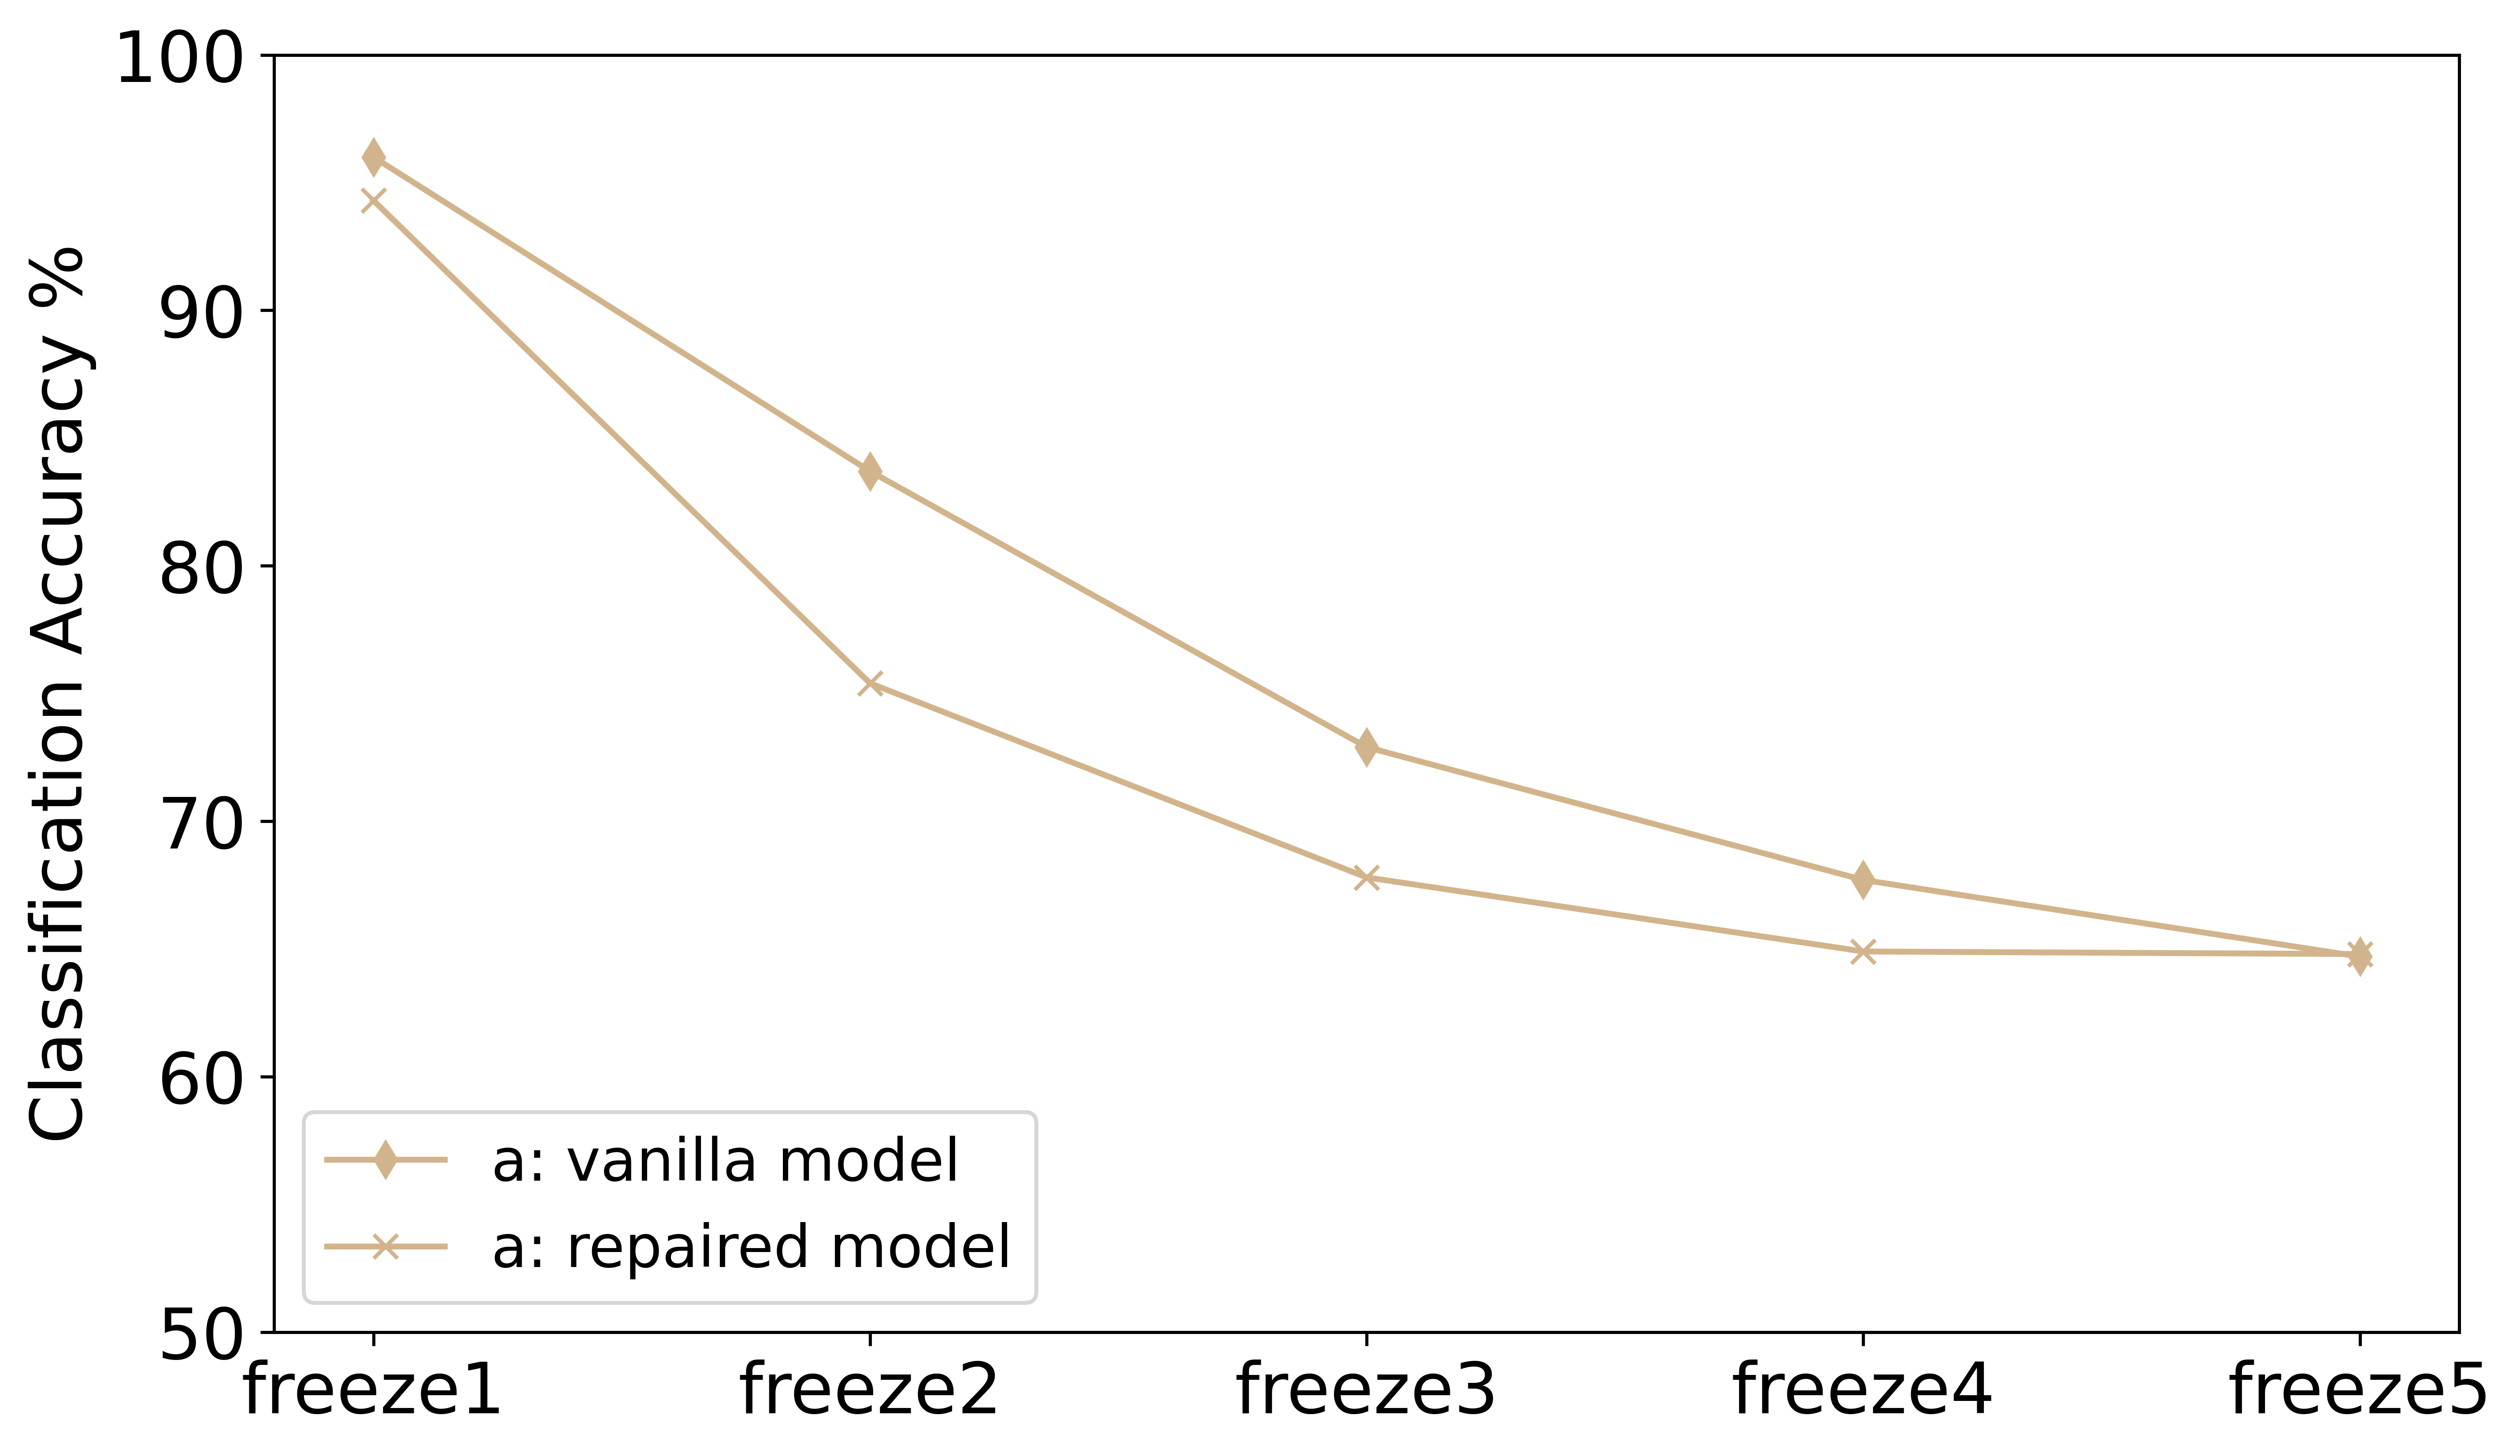 Classification Accuracy %
100
90
80
70
60
50
a: vanilla model
a: repaired model
freeze1 freeze2 freeze3 freeze4 freeze5